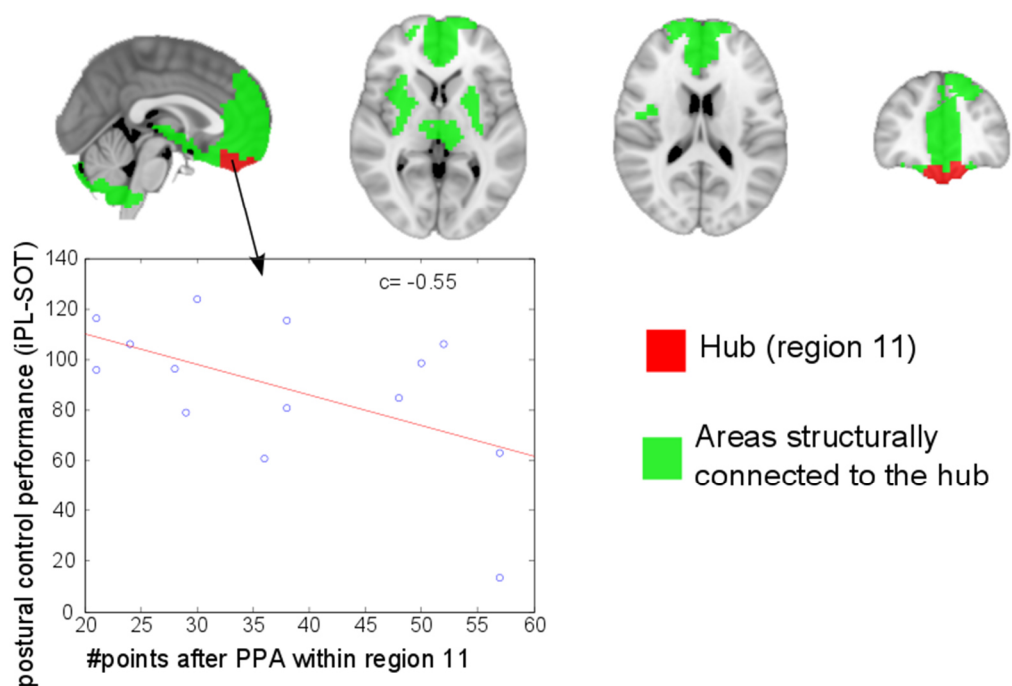 postural control performance (iPL-SOT)
140
120
100
80
60
40
20
0
c= -0.55
20 25 30 35 40 45 50 55 60
#points after PPA within region 11
Hub (region 11)
Areas structurally
connected to the hub